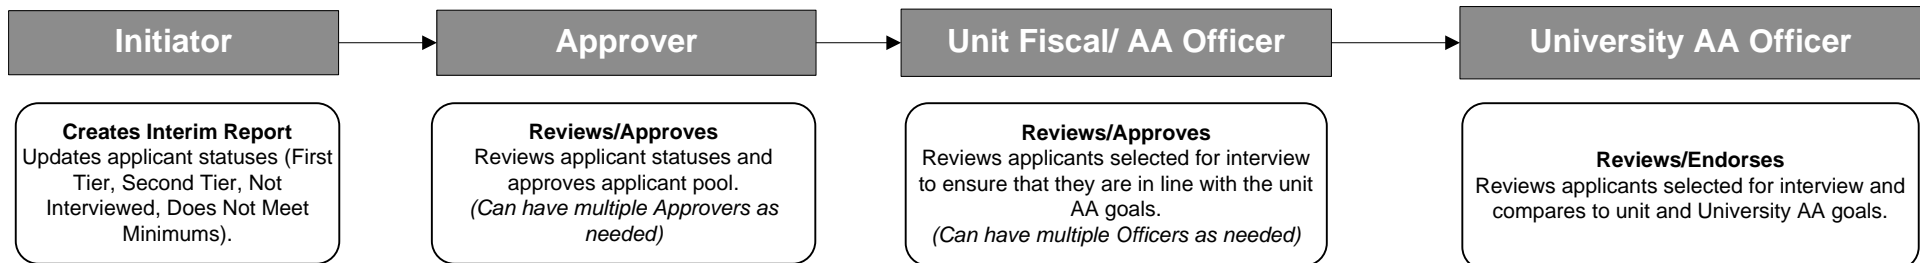 Initiator
Approver
Unit Fiscal/ AA Officer
University AA Officer
Creates Interim Report
Updates applicant statuses (First
Tier, Second Tier, Not
Interviewed, Does Not Meet
Minimums).
Reviews/Approves
Reviews applicant statuses and
approves applicant pool.
(Can have multiple Approvers as
needed)
Reviews/Approves
Reviews applicants selected for interview
to ensure that they are in line with the unit
AA goals.
(Can have multiple Officers as needed)
Reviews/Endorses
Reviews applicants selected for interview and
compares to unit and University AA goals.